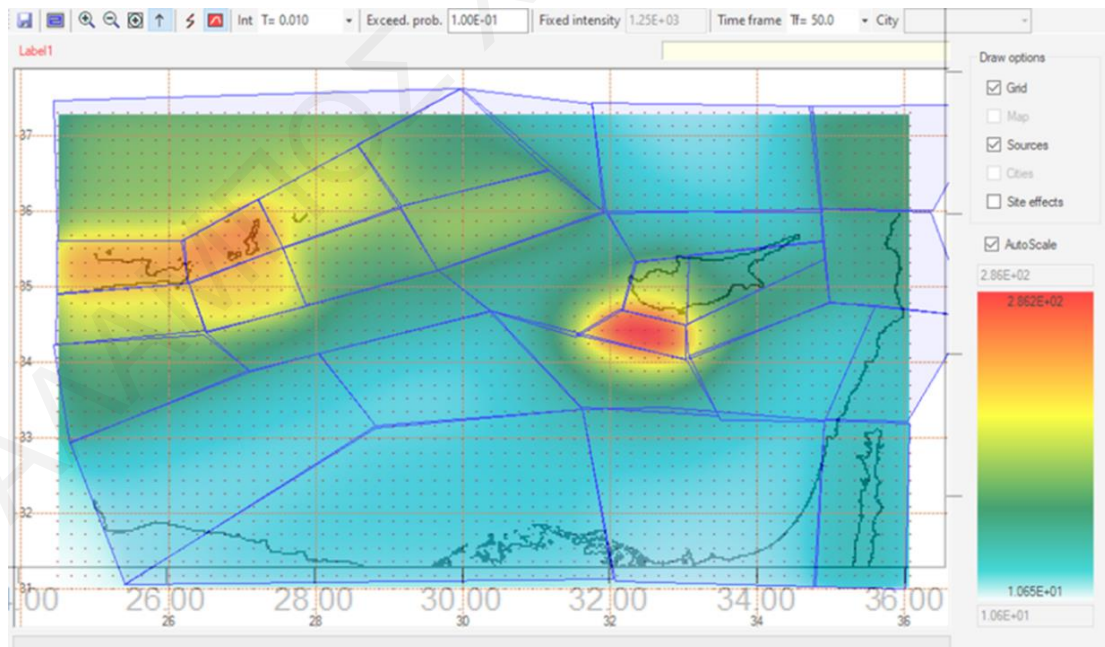 Int T= 0.010 Exceed. prob. 1.00E-01 Fixed intensity 1.25E+03 Time frame Tf= 50.0 City
Label1
Draw options
Grid
Map
Sources
Cities
Site effects
AutoScale
2.86E+02
2.862E+02
1.065E+01
1.06E+01
37
36
35
34
33
32
31
26:00 28:00 30:00 32:00 34:00 36:00
26 28 30 32 34 36